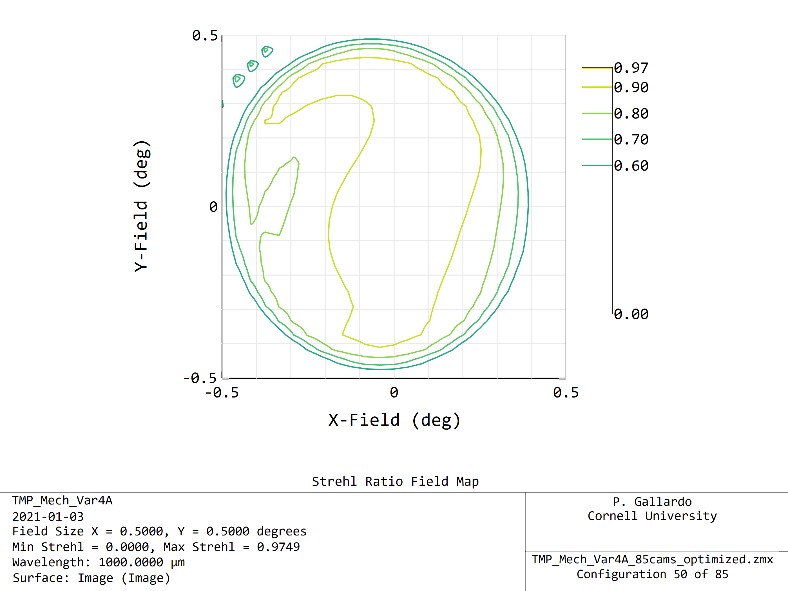 0.5
0
-0.5
-0.5
0
0.5
Y-Field (deg)
X-Field (deg)
0.97
0.90
0.80
0.70
0.60
0.00
Strehl Ratio Field Map
TMP_Mech_Var4A
2021-01-03
Field Size X = 0.5000, Y = 0.5000 degrees
Min Strehl = 0.0000, Max Strehl = 0.9749
Wavelength: 1000.0000 µm
Surface: Image (Image)
P. Gallardo
Cornell University
TMP_Mech_Var4A_85cams_optimized.zmx
Configuration 50 of 85